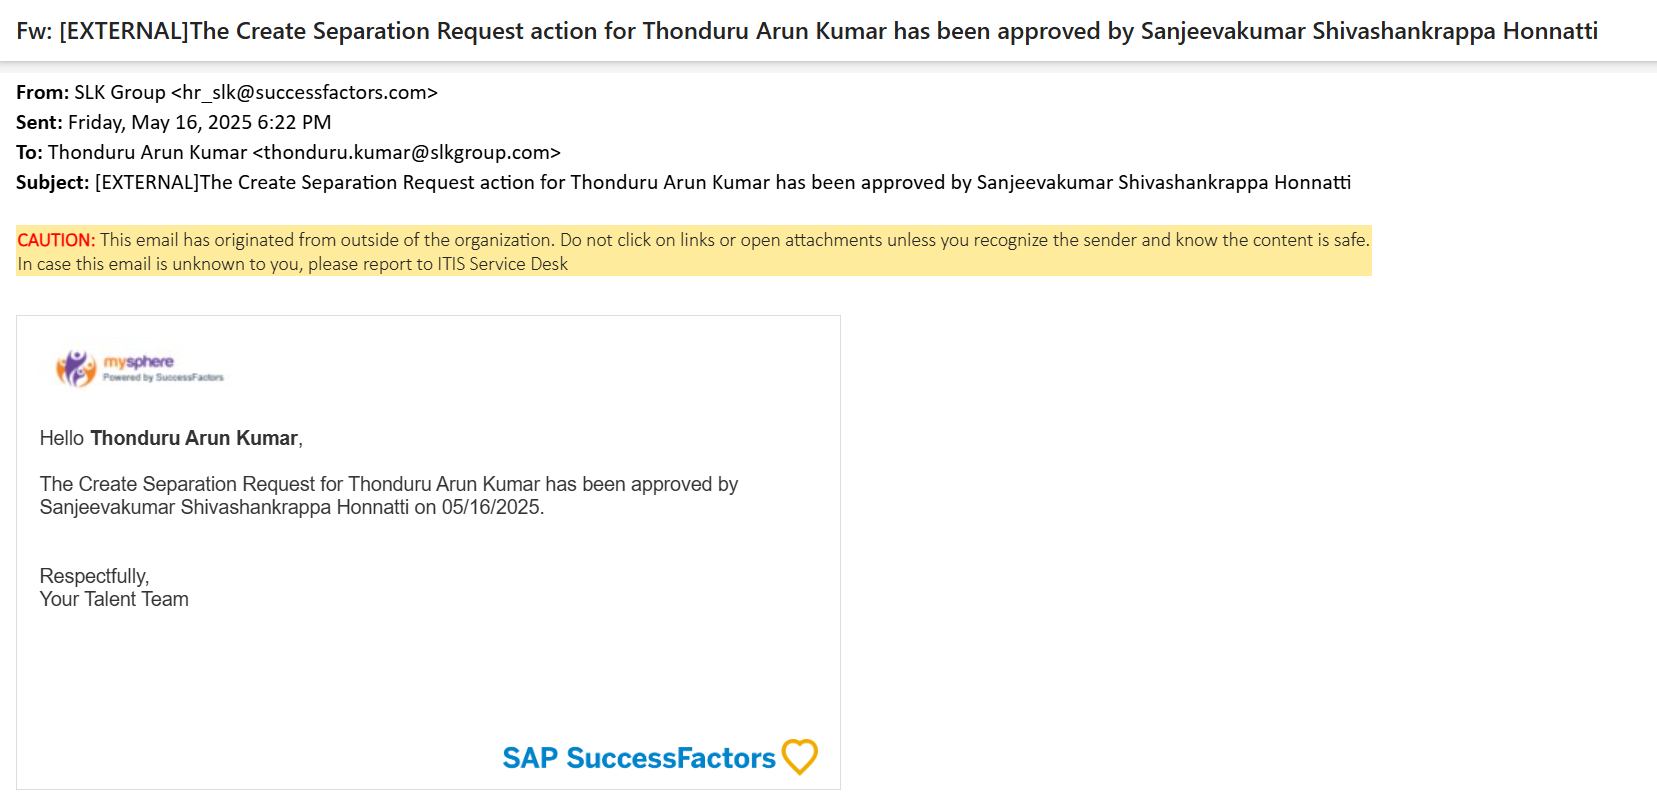 Fw: [EXTERNAL]The Create Separation Request action for Thonduru Arun Kumar has been approved by Sanjeevakumar Shivashankrappa Honnatti
From: SLK Group <hr_slk@successfactors.com>
Sent: Friday, May 16, 2025 6:22 PM
To: Thonduru Arun Kumar <thonduru.kumar@slkgroup.com>
Subject: [EXTERNAL]The Create Separation Request action for Thonduru Arun Kumar has been approved by Sanjeevakumar Shivashankrappa Honnatti
CAUTION: This email has originated from outside of the organization. Do not click on links or open attachments unless you recognize the sender and know the content is safe.
In case this email is unknown to you, please report to ITIS Service Desk
mysphere
Powered by SuccessFactors
Hello Thonduru Arun Kumar,
The Create Separation Request for Thonduru Arun Kumar has been approved by
Sanjeevakumar Shivashankrappa Honnatti on 05/16/2025.
Respectfully,
Your Talent Team
SAP SuccessFactors